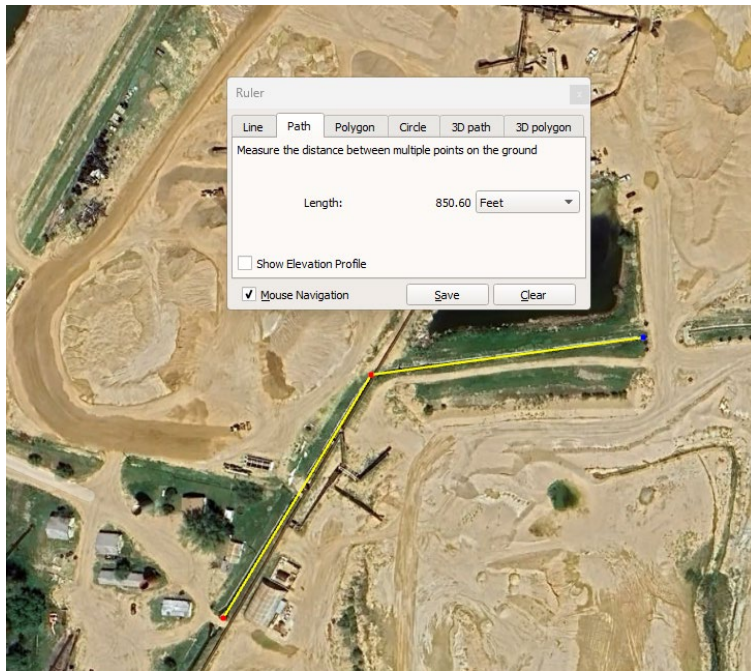 Ruler
Line Path Polygon Circle 3D path 3D polygon
Measure the distance between multiple points on the ground
Length: 850.60 Feet
Show Elevation Profile
Mouse Navigation Save Clear